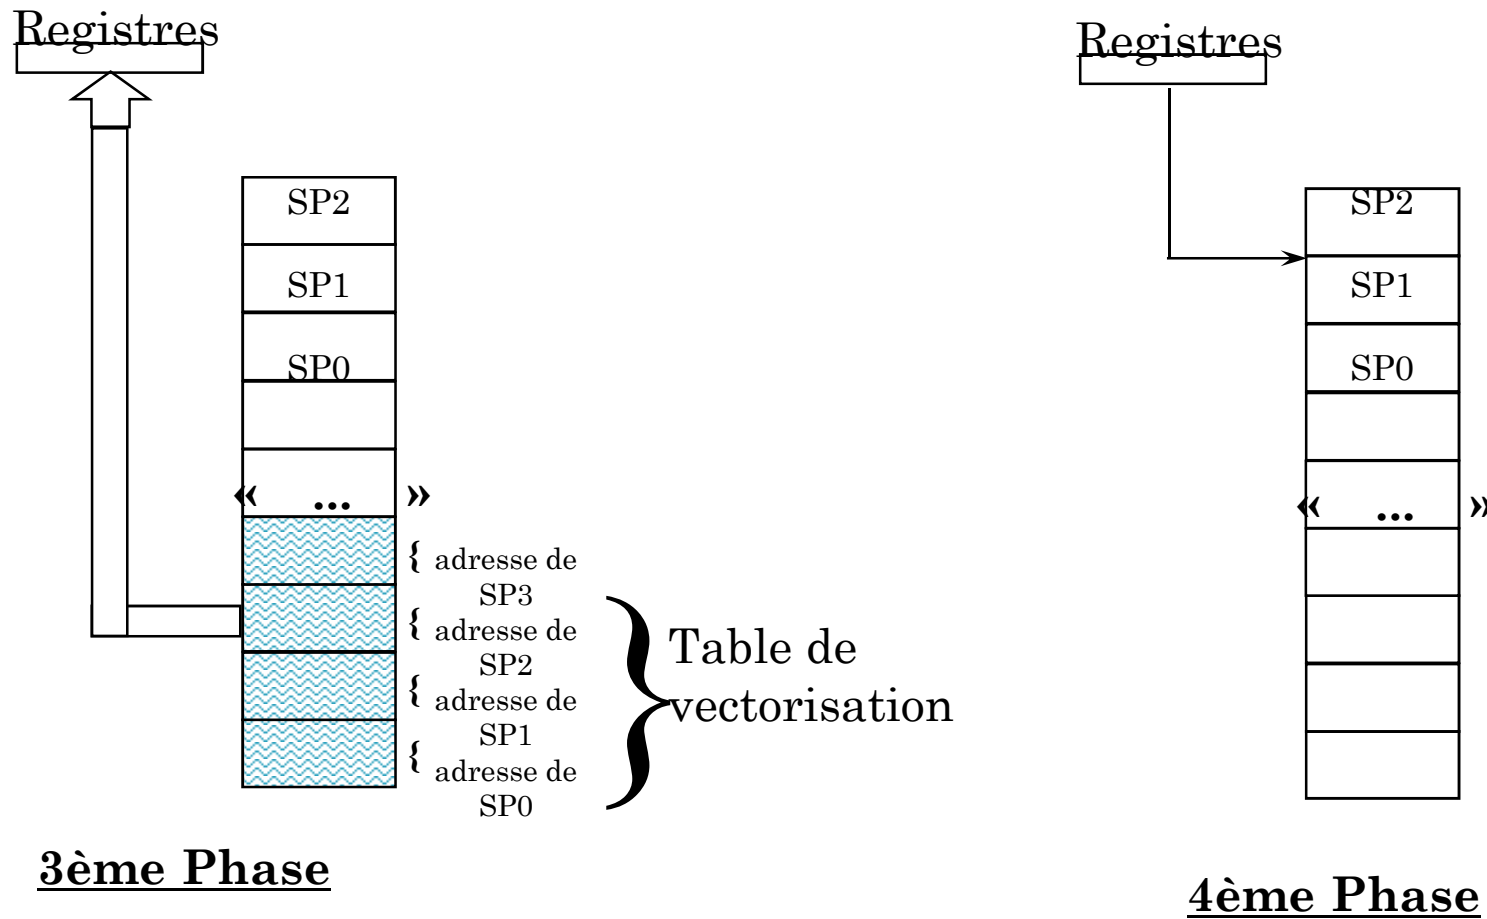 Registres
SP2
SP1
SP0
« ... »
{ adresse de
SP3
{ adresse de
SP2
{ adresse de
SP1
{ adresse de
SP0
Table de
vectorisation
3ème Phase
Registres
SP2
SP1
SP0
« ... »
4ème Phase